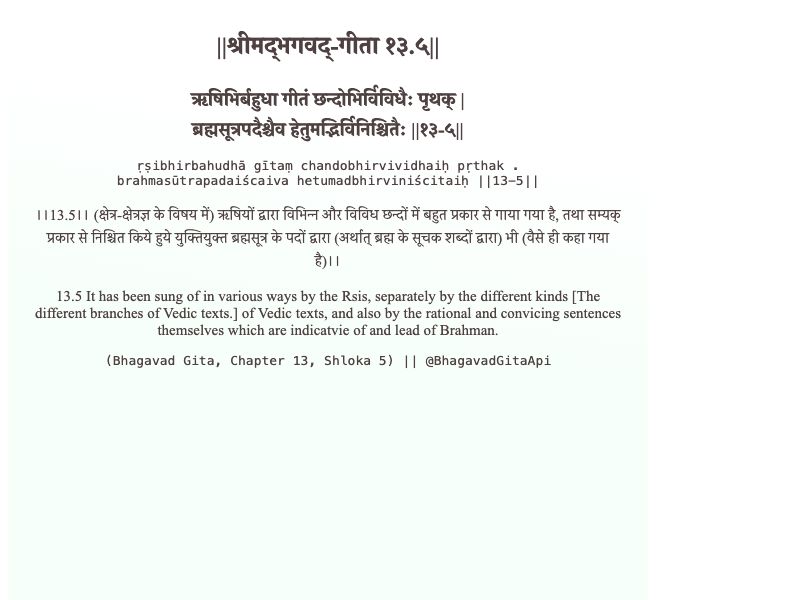 ||श्रीमद्‍भगवद्‍-गीता १३.५||
ऋषिभिर्बहुधा गीतं छन्दोभिर्विविधैः पृथक् |
ब्रह्मसूत्रपदैश्चैव हेतुमद्भिर्विनिश्चितैः ||१३-५||
ṛṣibhirbahudhā gītaṃ chandobhirvividhaiḥ pṛthak .
brahmasūtrapadaiścaiva hetumadbhirviniścitaiḥ ||13-5||
।।13.5।। (क्षेत्र-क्षेत्रज्ञ के विषय में) ऋषियों द्वारा विभिन्न और विविध छन्दों में बहुत प्रकार से गाया गया है, तथा सम्यक्
प्रकार से निश्चित किये हुये युक्तियुक्त ब्रह्मसूत्र के पदों द्वारा (अर्थात् ब्रह्म के सूचक शब्दों द्वारा) भी (वैसे ही कहा गया
है)।।
13.5 It has been sung of in various ways by the Rsis, separately by the different kinds [The
different branches of Vedic texts.] of Vedic texts, and also by the rational and convicing sentences
themselves which are indicatvie of and lead of Brahman.
(Bhagavad Gita, Chapter 13, Shloka 5) || @BhagavadGitaApi